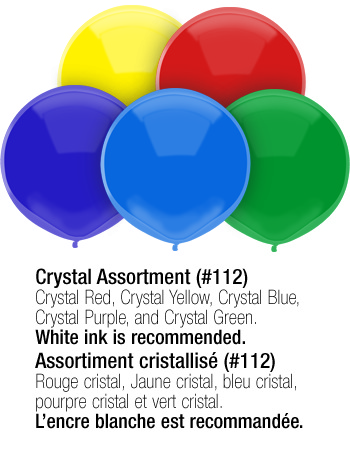 Crystal Assortment (#112)
Crystal Red, Crystal Yellow, Crystal Blue,
Crystal Purple, and Crystal Green.
White ink is recommended.
Assortiment cristallisé (#112)
Rouge cristal, Jaune cristal, bleu cristal,
pourpre cristal et vert cristal.
L'encre blanche est recommandée.